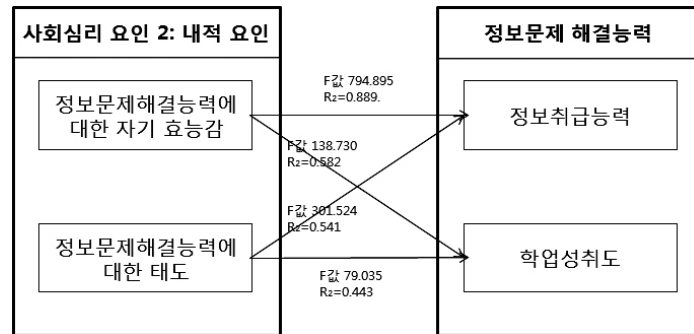 사회심리 요인 2: 내적 요인
정보문제 해결능력
정보문제해결능력에
대한 자기 효능감
F값 794.895
R₂=0.889.
정보취급능력
F값 138.730
R₂=0.582
F값 301.524
R₂=0.541
정보문제해결능력에
대한 태도
F값 79.035
R₂=0.443
학업성취도